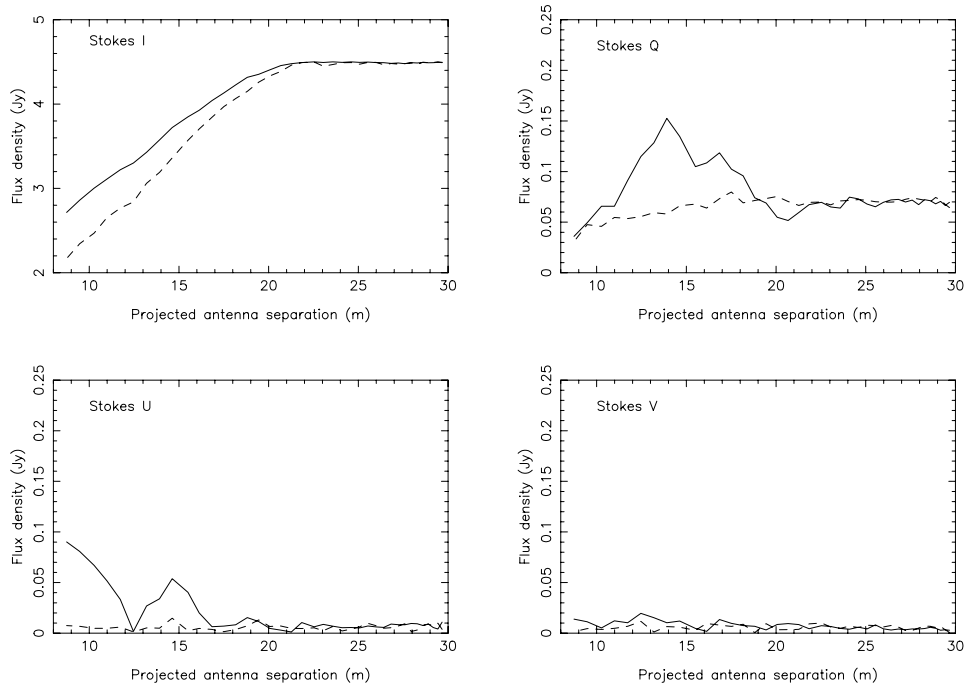 Stokes I
Flux density (Jy)
5
4
3
2
10 15 20 25 30
Projected antenna separation (m)
Stokes Q
Flux density (Jy)
0.25
0.2
0.15
0.1
0.05
0
10 15 20 25 30
Projected antenna separation (m)
Stokes U
Flux density (Jy)
0.25
0.2
0.15
0.1
0.05
0
10 15 20 25 30
Projected antenna separation (m)
Stokes V
Flux density (Jy)
0.25
0.2
0.15
0.1
0.05
0
10 15 20 25 30
Projected antenna separation (m)